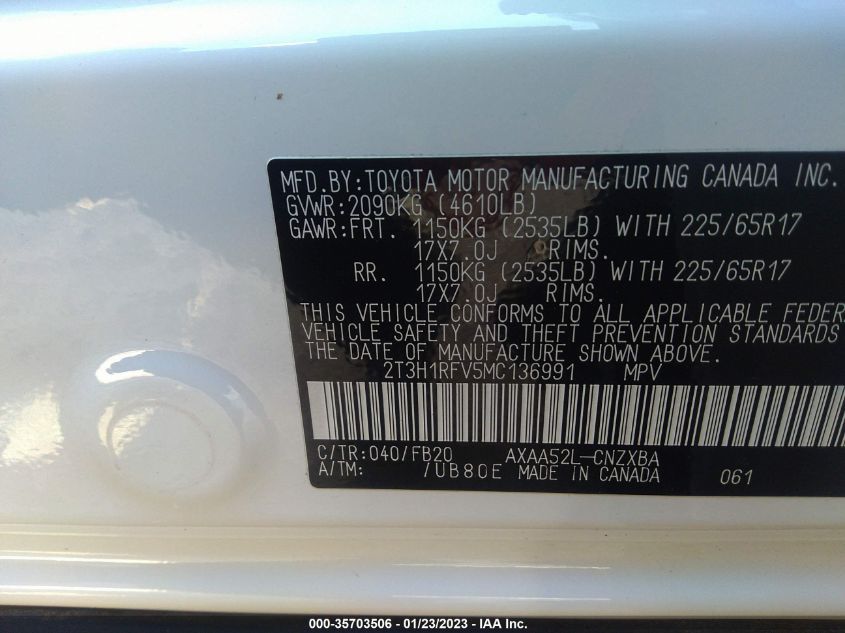 MFD.BY:TOYOTA MOTOR MANUFACTURING CANADA INC.
GVWR:2090KG (4610LB)
GAWR:FRT. 1150KG (2535LB) WITH 225/65R17
17X7.0J RIMS.
RR. 1150KG (2535LB) WITH 225/65R17
17X7.0J RIMS.
THIS VEHICLE CONFORMS TO ALL APPLICABLE FEDER
VEHICLE SAFETY AND THEFT PREVENTION STANDARDS
THE DATE OF MANUFACTURE SHOWN ABOVE.
2T3H1RFV5MC136991 MPV
C/TR:040/FB20 AXAA52L-CNZXBA
A/TM: /UB80E MADE IN CANADA 061
000-35703506 - 01/23/2023 - IAA Inc.